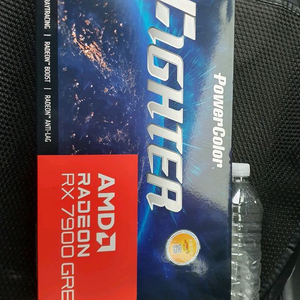 PowerColor
FIGHTER
AMD
RADEON
RX 7900 GRE
RAYTRACING | RADEON™ BOOST | RADEON™ ANTI-LAG